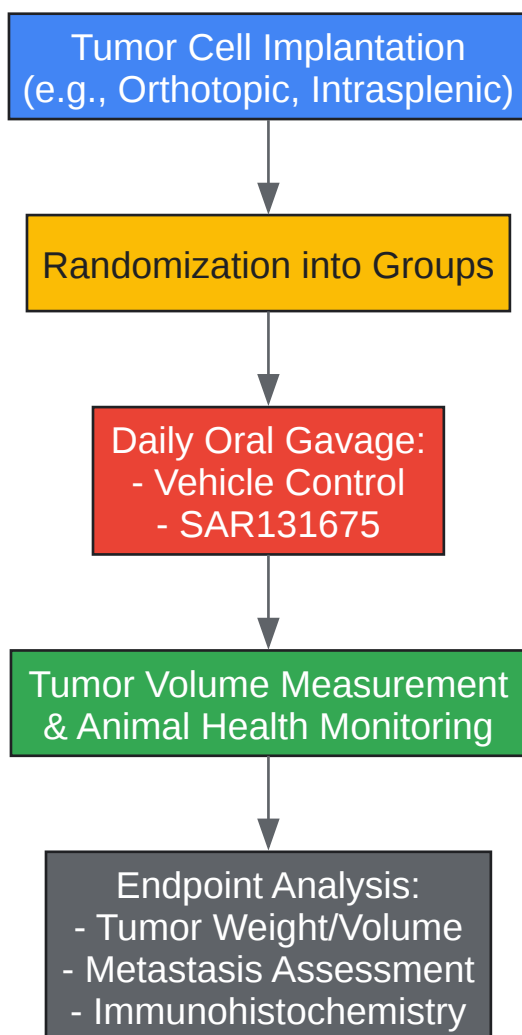 Tumor Cell Implantation
(e.g., Orthotopic, Intrasplenic)
Randomization into Groups
Daily Oral Gavage:
- Vehicle Control
- SAR131675
Tumor Volume Measurement
& Animal Health Monitoring
Endpoint Analysis:
- Tumor Weight/Volume
- Metastasis Assessment
- Immunohistochemistry